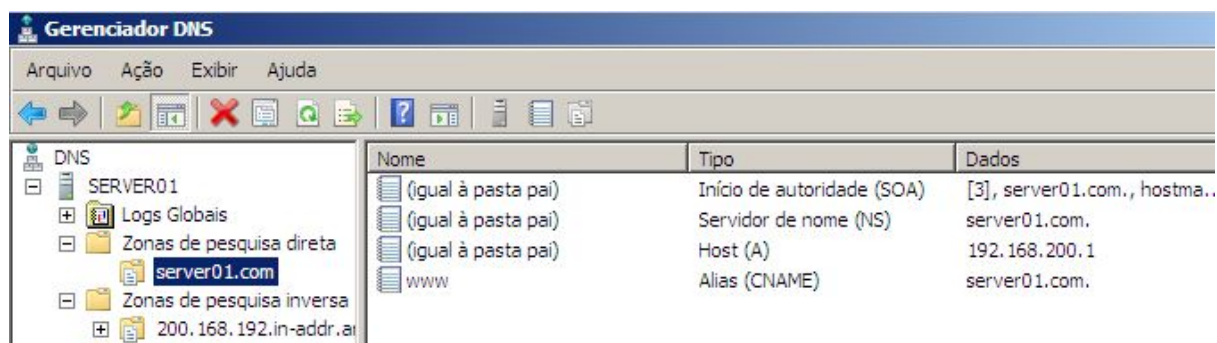 Gerenciador DNS
Arquivo Ação Exibir Ajuda
DNS
SERVER01
Logs Globais
Zonas de pesquisa direta
server01.com
Zonas de pesquisa inversa
200.168.192.in-addr.ar
Nome Tipo Dados
(igual à pasta pai) Início de autoridade (SOA) [3], server01.com., hostma..
(igual à pasta pai) Servidor de nome (NS) server01.com.
(igual à pasta pai) Host (A) 192.168.200.1
www Alias (CNAME) server01.com.